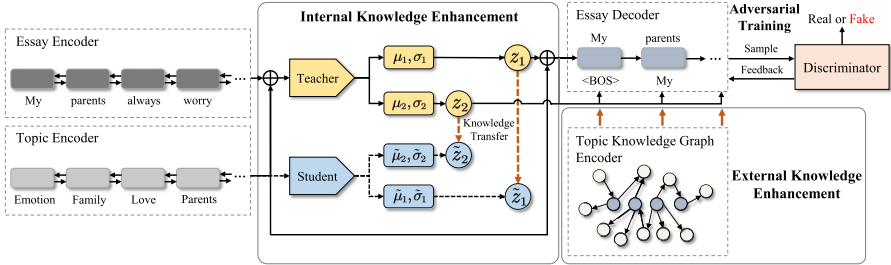 Essay Encoder
My parents always worry ...
Topic Encoder
Emotion Family Love Parents ...
Internal Knowledge Enhancement
Teacher
μ₁, σ₁
z₁
μ₂, σ₂
z₂
Knowledge
Transfer
Student
μ̃₂, σ̃₂
z̃₂
μ̃₁, σ̃₁
z̃₁
Essay Decoder
My parents ...
<BOS> My
Adversarial
Training
Sample
Feedback
Real or Fake
Discriminator
Topic Knowledge Graph
Encoder
External Knowledge
Enhancement